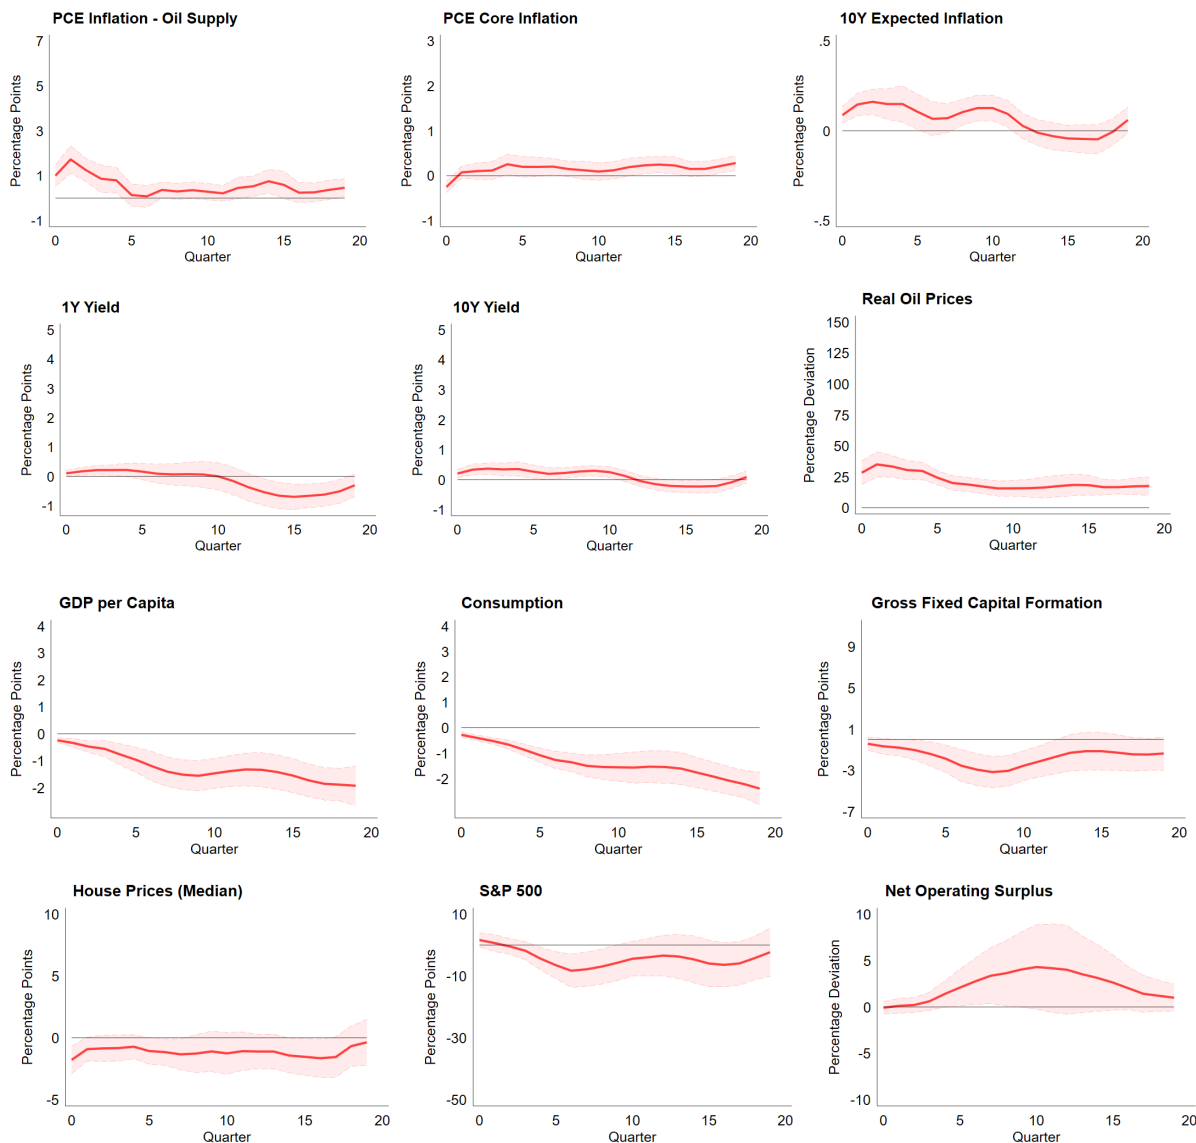 PCE Inflation - Oil Supply
Percentage Points
7
5
3
1
-1
0 5 10 15 20
Quarter
PCE Core Inflation
Percentage Points
3
2
1
0
-1
0 5 10 15 20
Quarter
10Y Expected Inflation
Percentage Points
.5
0
-.5
0 5 10 15 20
Quarter
1Y Yield
Percentage Points
5
4
3
2
1
0
-1
0 5 10 15 20
Quarter
10Y Yield
Percentage Points
5
4
3
2
1
0
-1
0 5 10 15 20
Quarter
Real Oil Prices
Percentage Deviation
150
125
100
75
50
25
0
0 5 10 15 20
Quarter
GDP per Capita
Percentage Points
4
3
2
1
0
-1
-2
0 5 10 15 20
Quarter
Consumption
Percentage Points
4
3
2
1
0
-1
-2
0 5 10 15 20
Quarter
Gross Fixed Capital Formation
Percentage Points
9
5
1
-3
-7
0 5 10 15 20
Quarter
House Prices (Median)
Percentage Points
10
5
0
-5
0 5 10 15 20
Quarter
S&P 500
Percentage Points
10
-10
-30
-50
0 5 10 15 20
Quarter
Net Operating Surplus
Percentage Deviation
10
5
0
-5
-10
0 5 10 15 20
Quarter